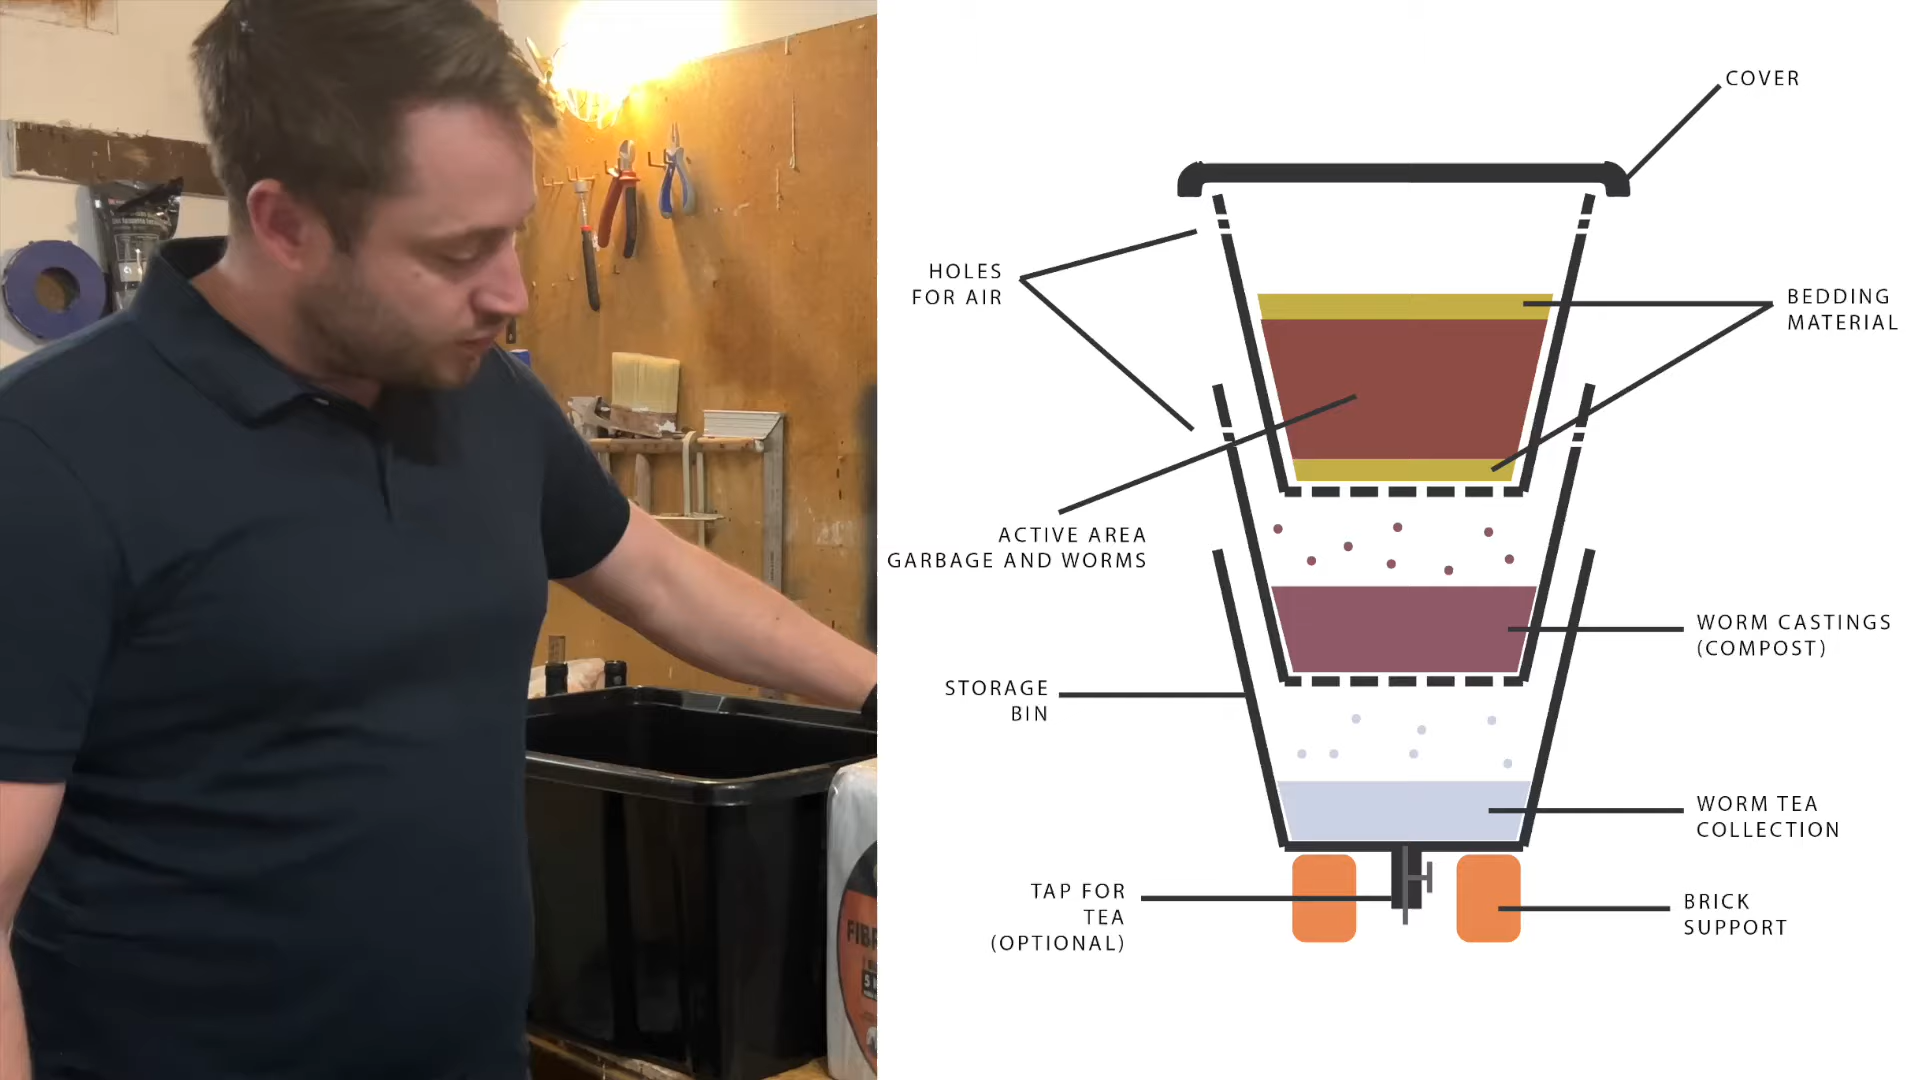 COVER
HOLES
FOR AIR
BEDDING
MATERIAL
ACTIVE AREA
GARBAGE AND WORMS
WORM CASTINGS
(COMPOST)
STORAGE
BIN
WORM TEA
COLLECTION
TAP FOR
TEA
(OPTIONAL)
BRICK
SUPPORT